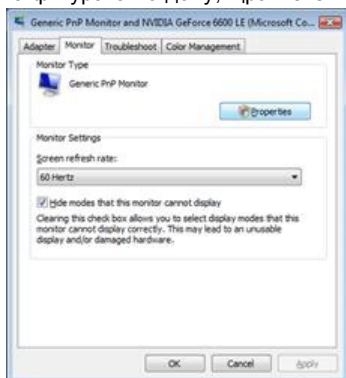 Generic PnP Monitor and NVIDIA GeForce 6600 LE (Microsoft Co...
Adapter Monitor Troubleshoot Color Management
Monitor Type
Generic PnP Monitor
Properties
Monitor Settings
Screen refresh rate:
60 Hertz
Hide modes that this monitor cannot display
Clearing this check box allows you to select display modes that this
monitor cannot display correctly. This may lead to an unusable
display and/or damaged hardware.
OK Cancel Apply